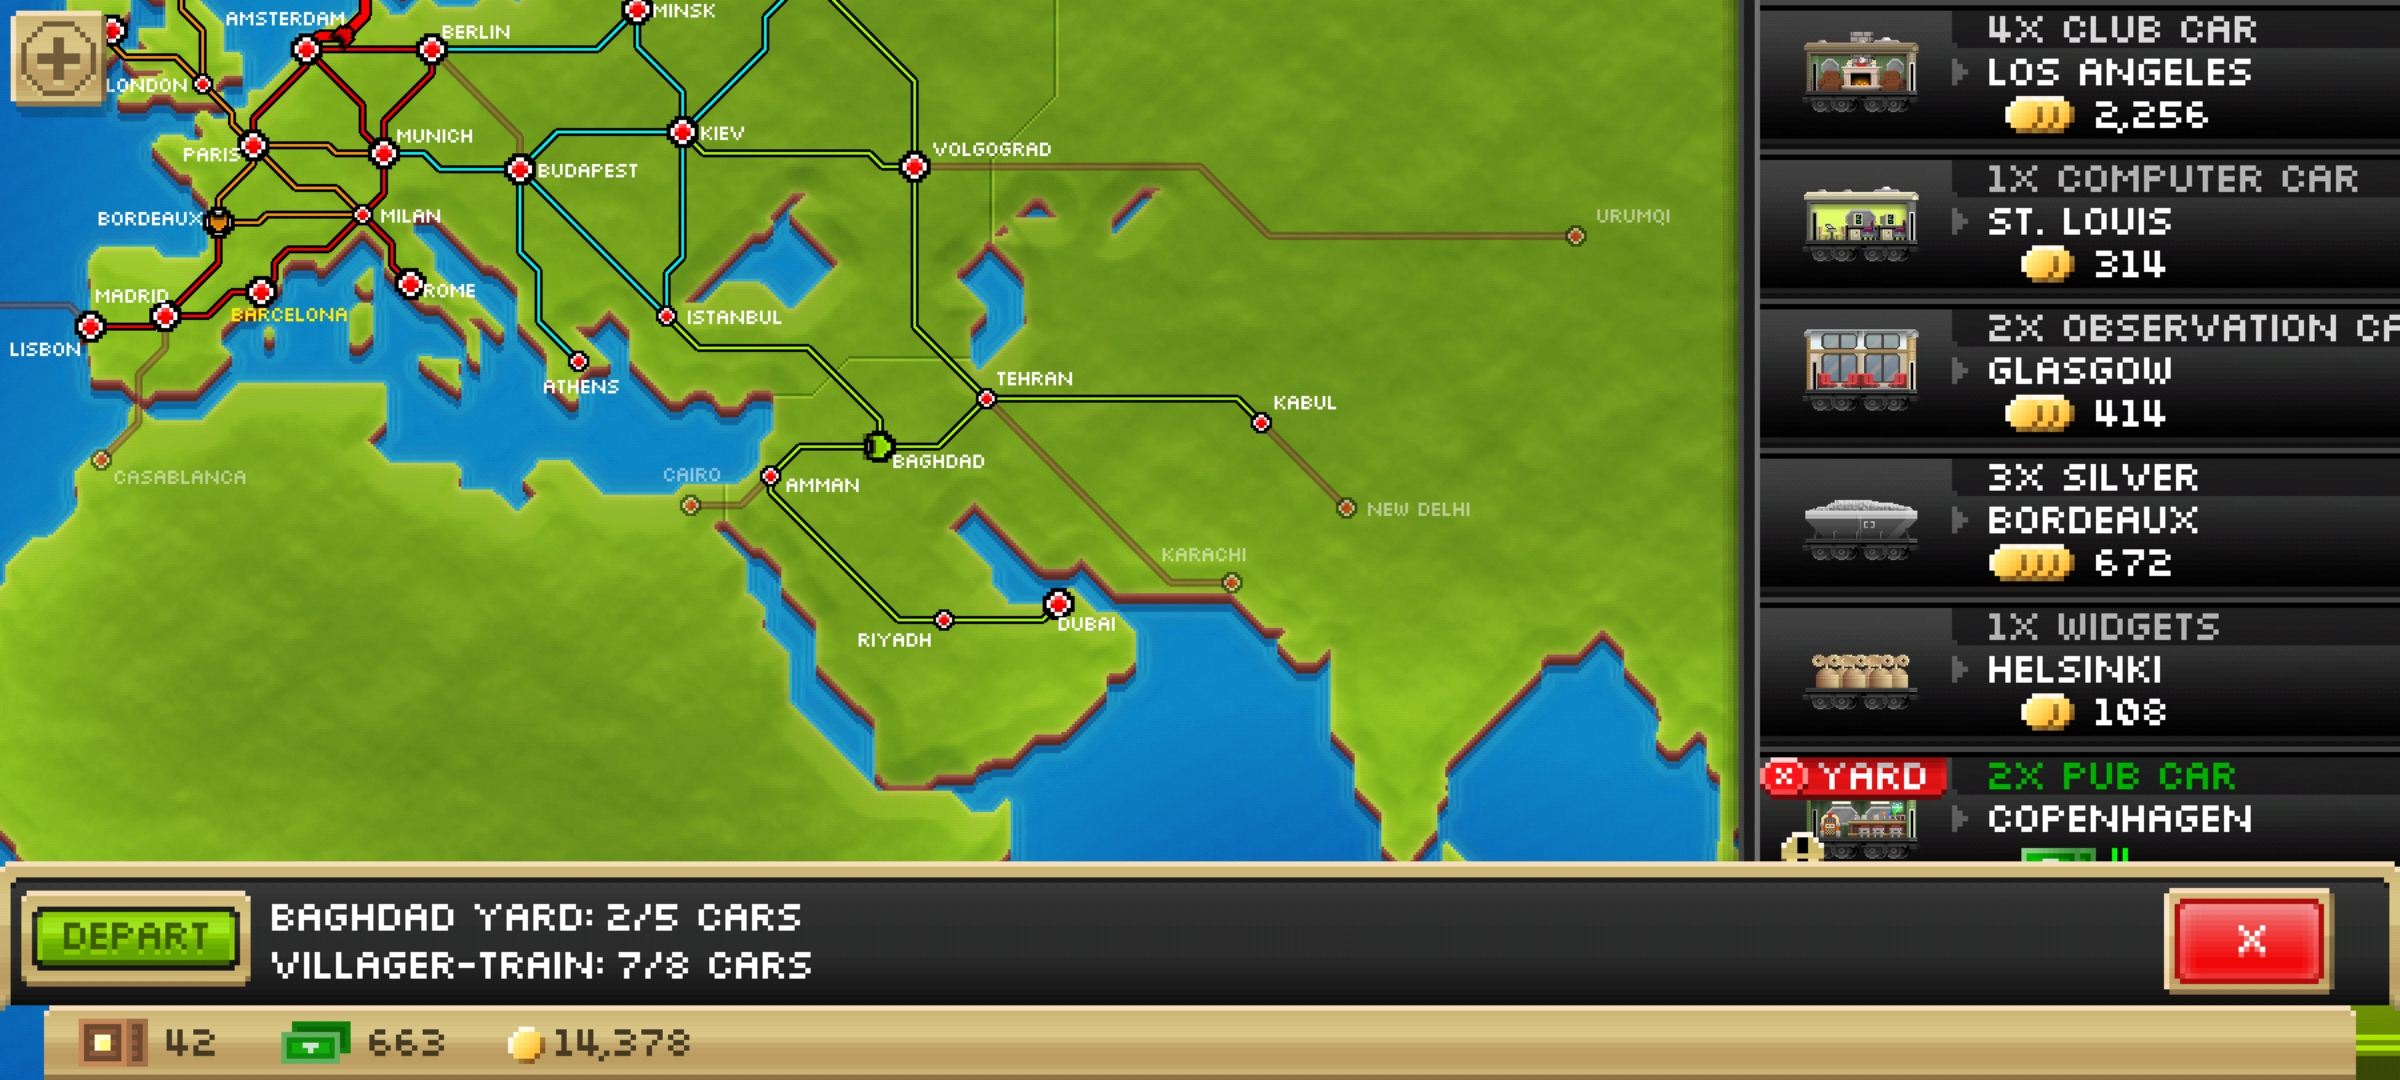 AMSTERDAM
MINSK
BERLIN
LONDON
MUNICH
KIEV
PARIS
VOLGOGRAD
BUDAPEST
BORDEAUX
MILAN
URUMQI
MADRID
ROME
BARCELONA
ISTANBUL
LISBON
ATHENS
TEHRAN
KABUL
BAGHDAD
CASABLANCA
CAIRO
AMMAN
NEW DELHI
KARACHI
DUBAI
RIYADH
4X CLUB CAR
LOS ANGELES
2,256
1X COMPUTER CAR
ST. LOUIS
314
2X OBSERVATION CA
GLASGOW
414
3X SILVER
BORDEAUX
672
1X WIDGETS
HELSINKI
108
X YARD
2X PUB CAR
COPENHAGEN
DEPART
BAGHDAD YARD: 2/5 CARS
VILLAGER-TRAIN: 7/8 CARS
X
42
663
14,378